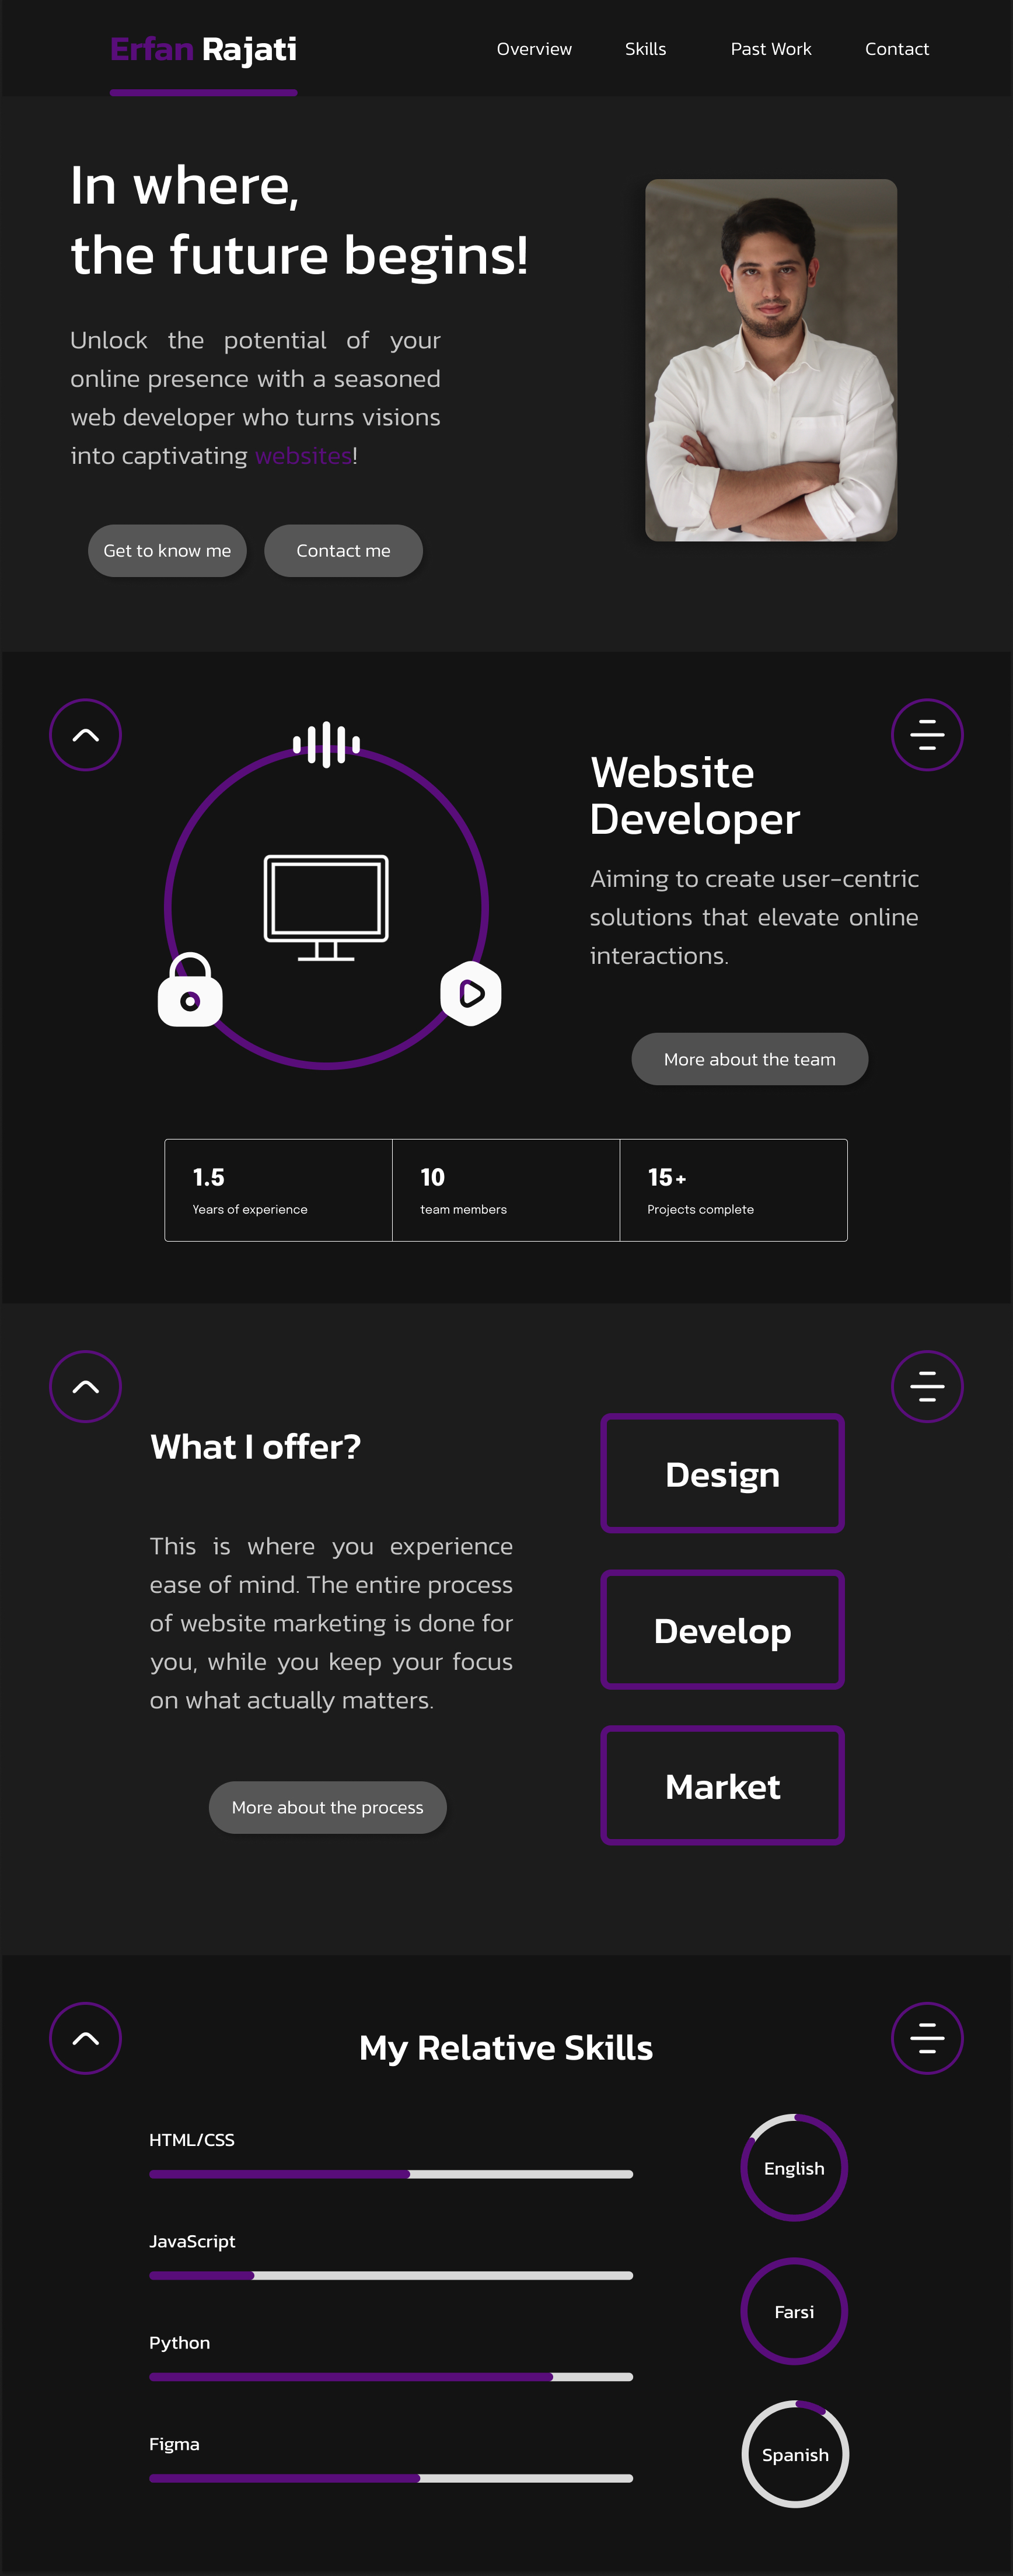 Erfan Rajati
Overview Skills Past Work Contact
In where,
the future begins!
Unlock the potential of your
online presence with a seasoned
web developer who turns visions
into captivating websites!
Get to know me Contact me
Website
Developer
Aiming to create user-centric
solutions that elevate online
interactions.
More about the team
1.5
Years of experience
10
team members
15+
Projects complete
What I offer?
This is where you experience
ease of mind. The entire process
of website marketing is done for
you, while you keep your focus
on what actually matters.
More about the process
Design
Develop
Market
My Relative Skills
HTML/CSS
JavaScript
Python
Figma
English
Farsi
Spanish